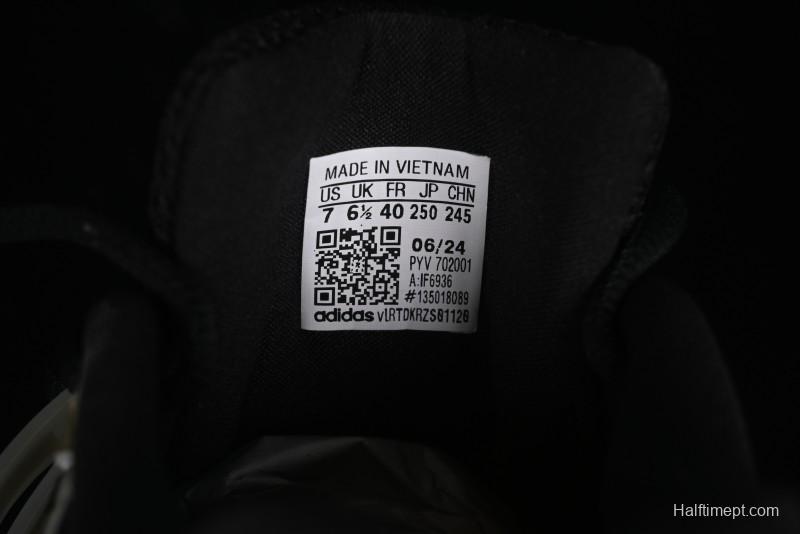 MADE IN VIETNAM
US UK FR JP CHN
7 6½ 40 250 245
06/24
PYV 702001
A:IF6936
#135018089
adidas vLRTDKRZS01120
Halftimept.com